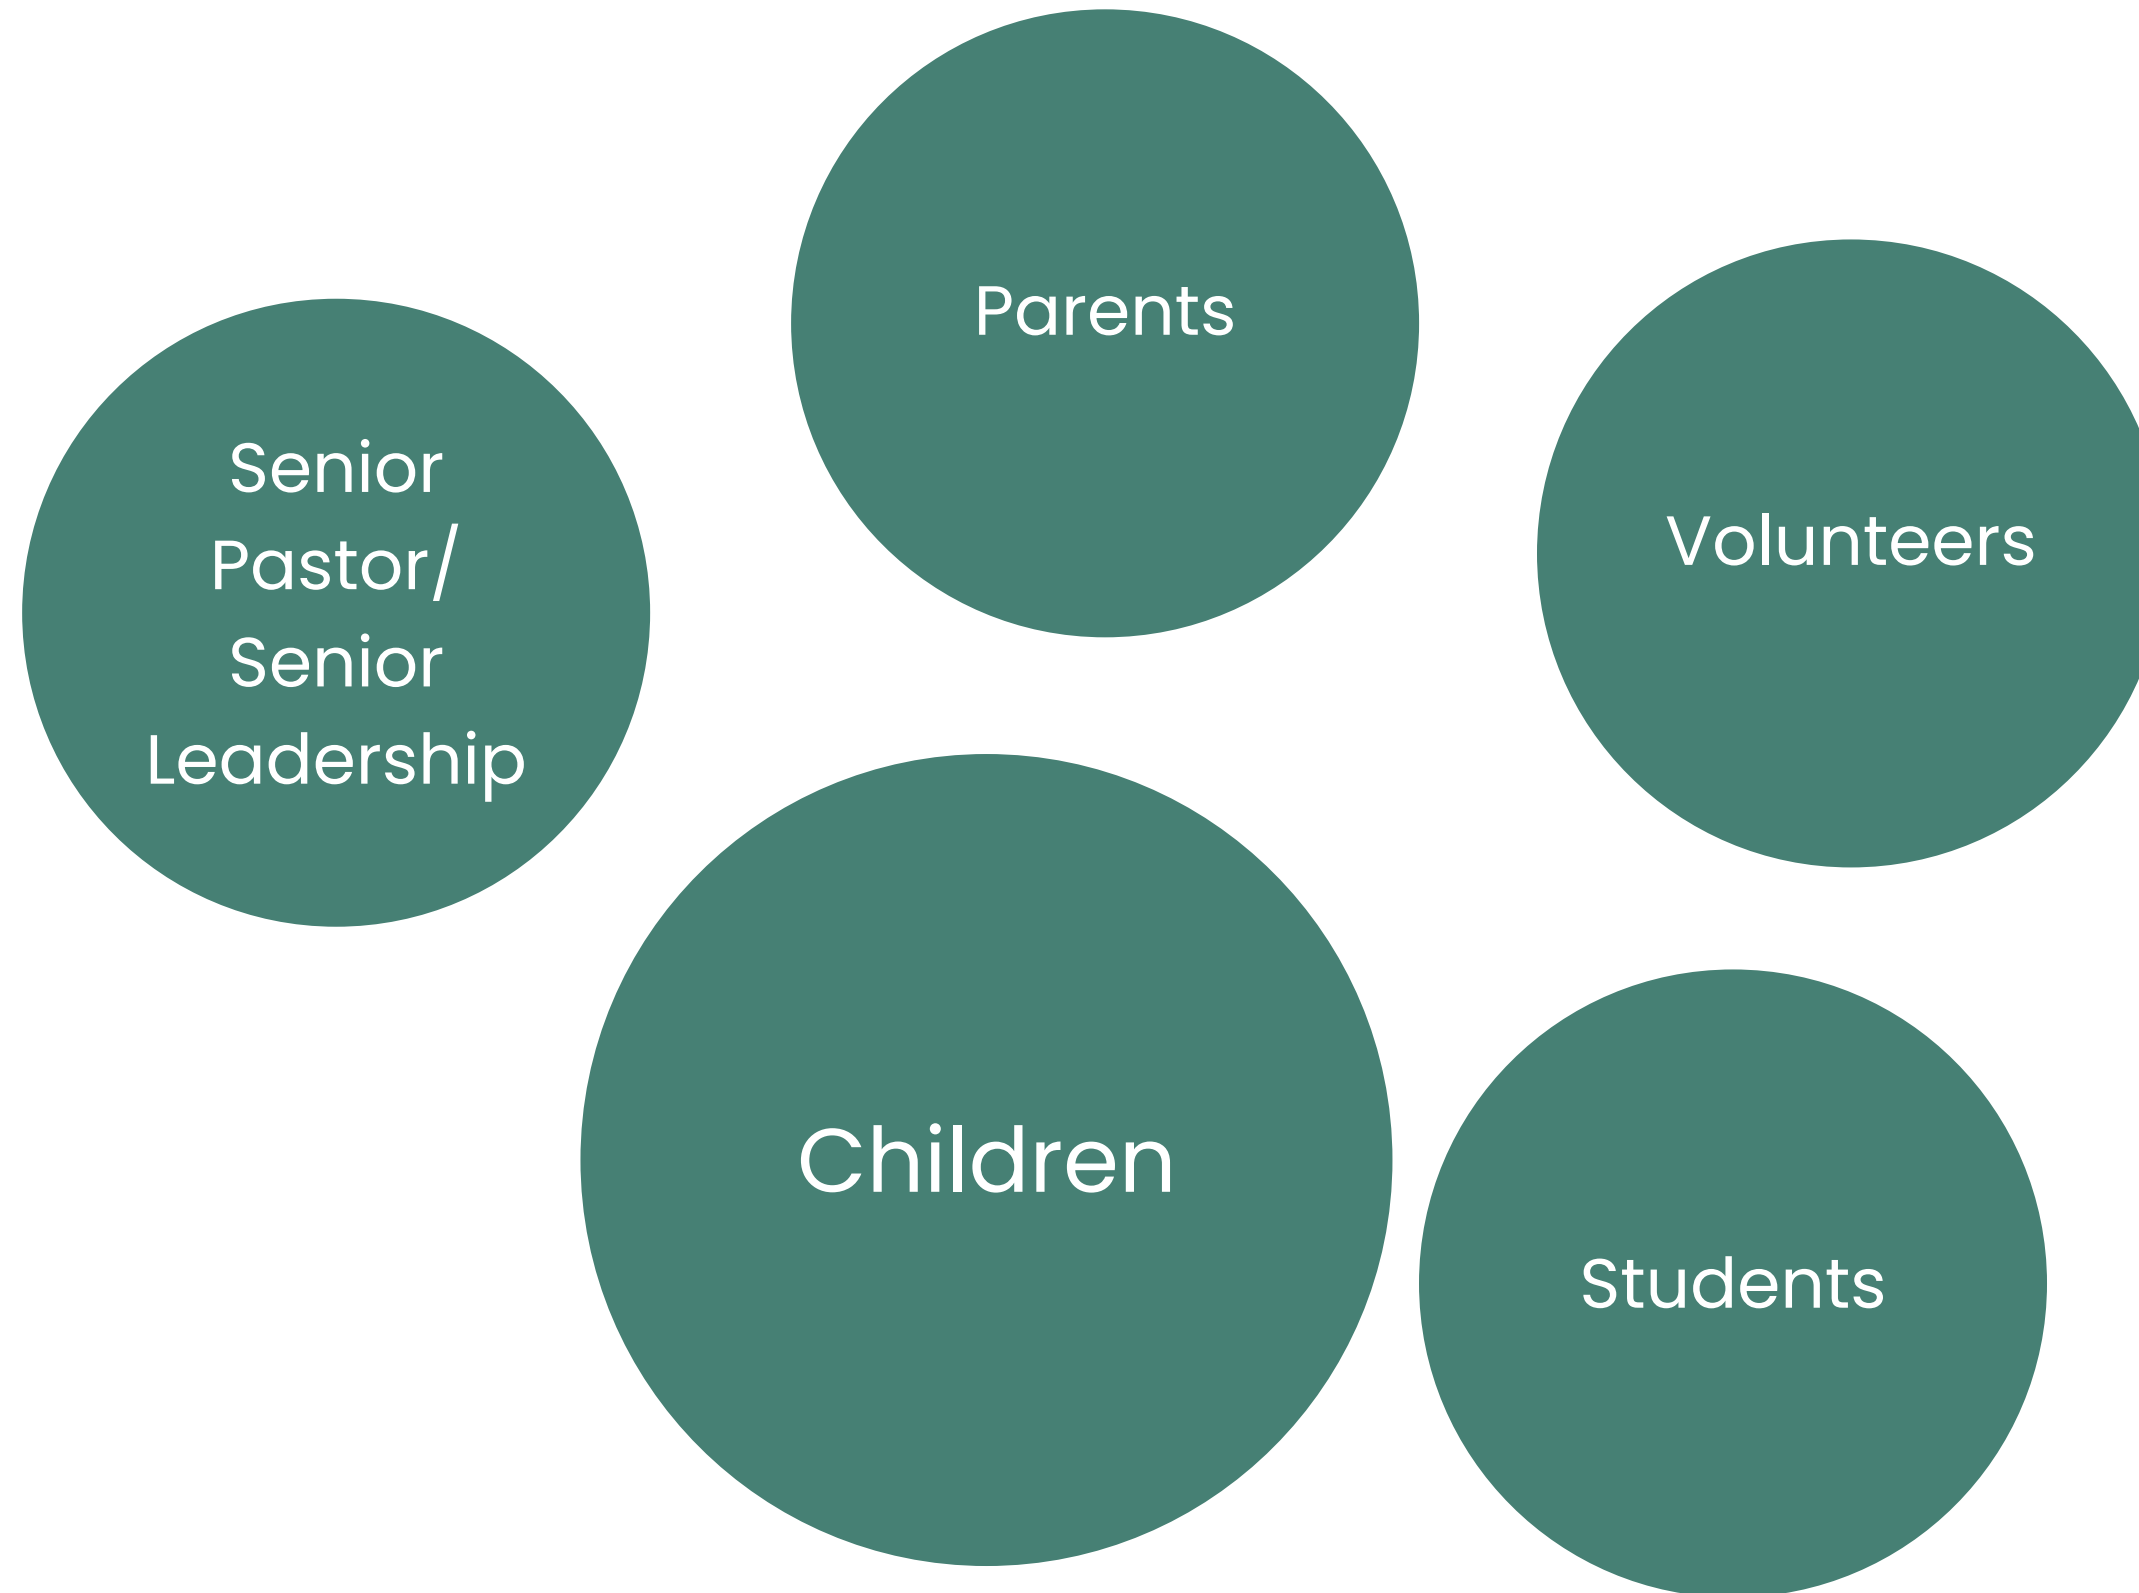 Parents
Senior
Pastor/
Senior
Leadership
Volunteers
Children
Students